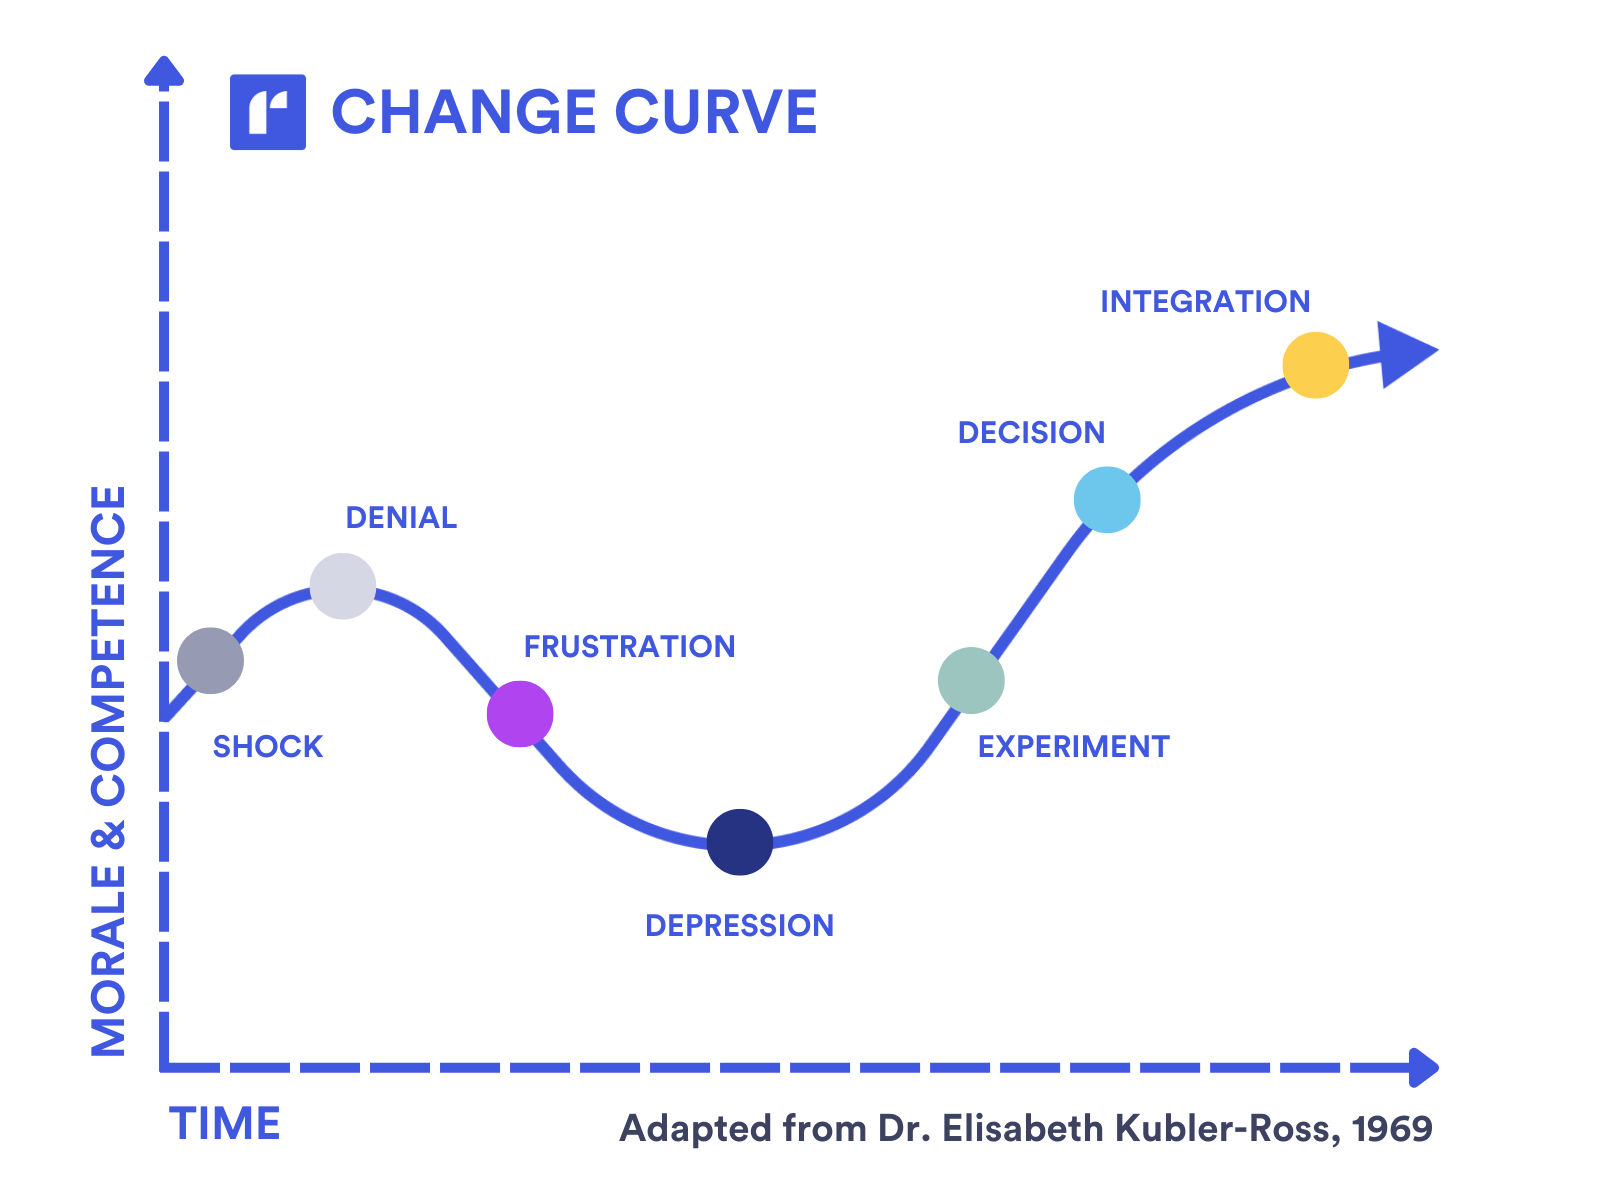 CHANGE CURVE
INTEGRATION
DECISION
DENIAL
FRUSTRATION
SHOCK
EXPERIMENT
DEPRESSION
MORALE & COMPETENCE
TIME
Adapted from Dr. Elisabeth Kubler-Ross, 1969